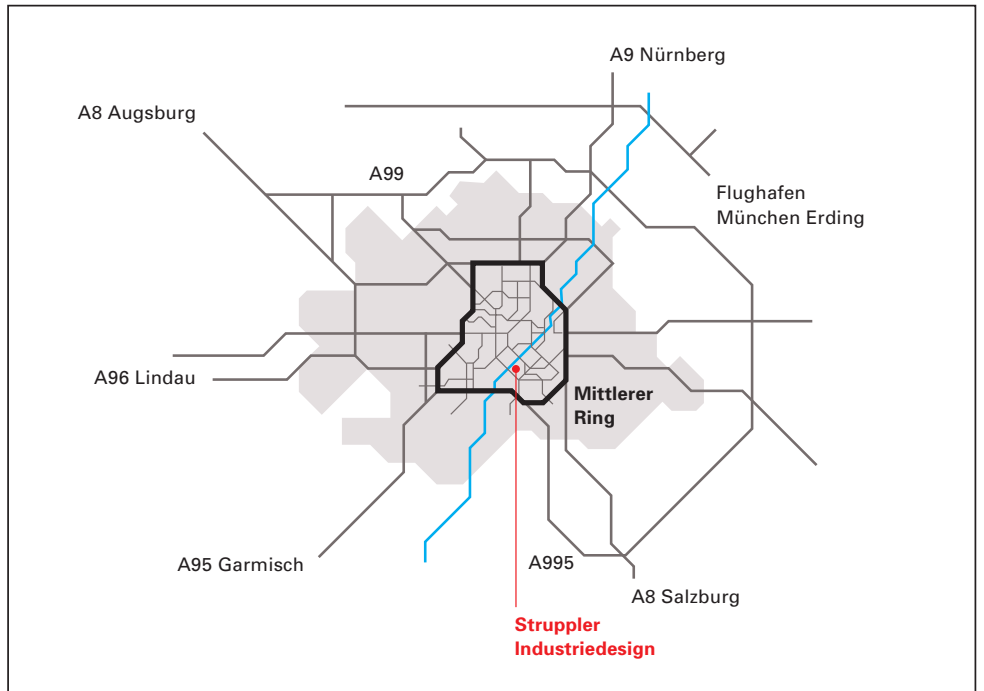 A9 Nürnberg
A8 Augsburg
A99
Flughafen
München Erding
A96 Lindau
Mittlerer
Ring
A95 Garmisch
A995
A8 Salzburg
Struppler
Industriedesign